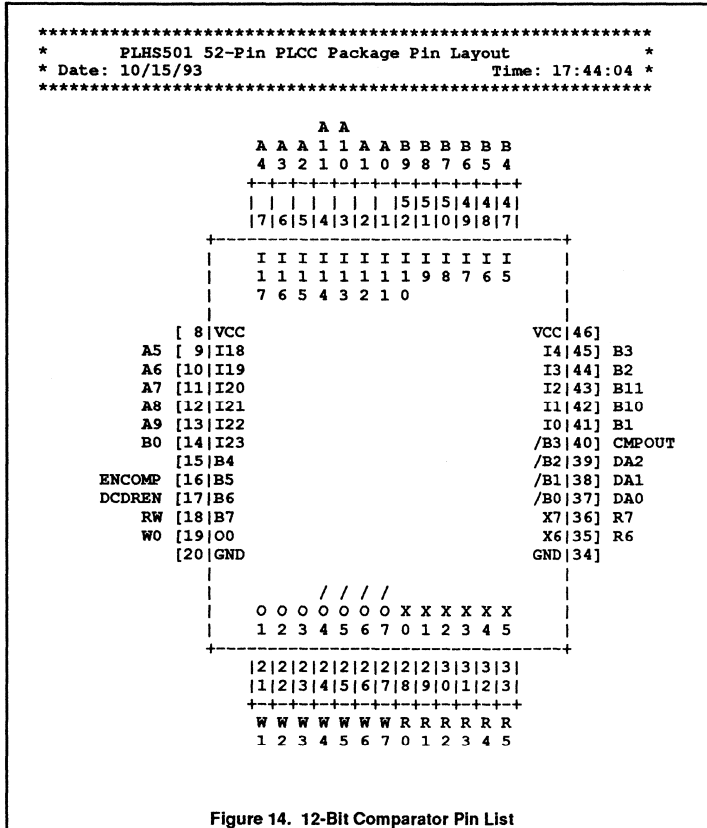 ****************************************************************
*       PLHS501 52-Pin PLCC Package Pin Layout                 *
* Date: 10/15/93                              Time: 17:44:04 *
****************************************************************
A A
A A A 1 1 A A B B B B B B
4 3 2 1 0 1 0 9 8 7 6 5 4
+-+-+-+-+-+-+-+-+-+-+-+-+-+
| | | | | | | |5|5|5|4|4|4|
|7|6|5|4|3|2|1|2|1|0|9|8|7|
+----------------------------------+
| I I I I I I I I I I I I I |
| 1 1 1 1 1 1 1 1 9 8 7 6 5 |
| 7 6 5 4 3 2 1 0 |
| |
[ 8|VCC VCC|46]
A5 [ 9|I18 I4|45] B3
A6 [10|I19 I3|44] B2
A7 [11|I20 I2|43] B11
A8 [12|I21 I1|42] B10
A9 [13|I22 I0|41] B1
B0 [14|I23 /B3|40] CMPOUT
[15|B4 /B2|39] DA2
ENCOMP [16|B5 /B1|38] DA1
DCDREN [17|B6 /B0|37] DA0
RW [18|B7 X7|36] R7
W0 [19|O0 X6|35] R6
[20|GND GND|34]
| |
| / / / / |
| O O O O O O O X X X X X X |
| 1 2 3 4 5 6 7 0 1 2 3 4 5 |
+----------------------------------+
|2|2|2|2|2|2|2|2|2|3|3|3|3|
|1|2|3|4|5|6|7|8|9|0|1|2|3|
+-+-+-+-+-+-+-+-+-+-+-+-+-+
W W W W W W W R R R R R R
1 2 3 4 5 6 7 0 1 2 3 4 5
Figure 14. 12-Bit Comparator Pin List